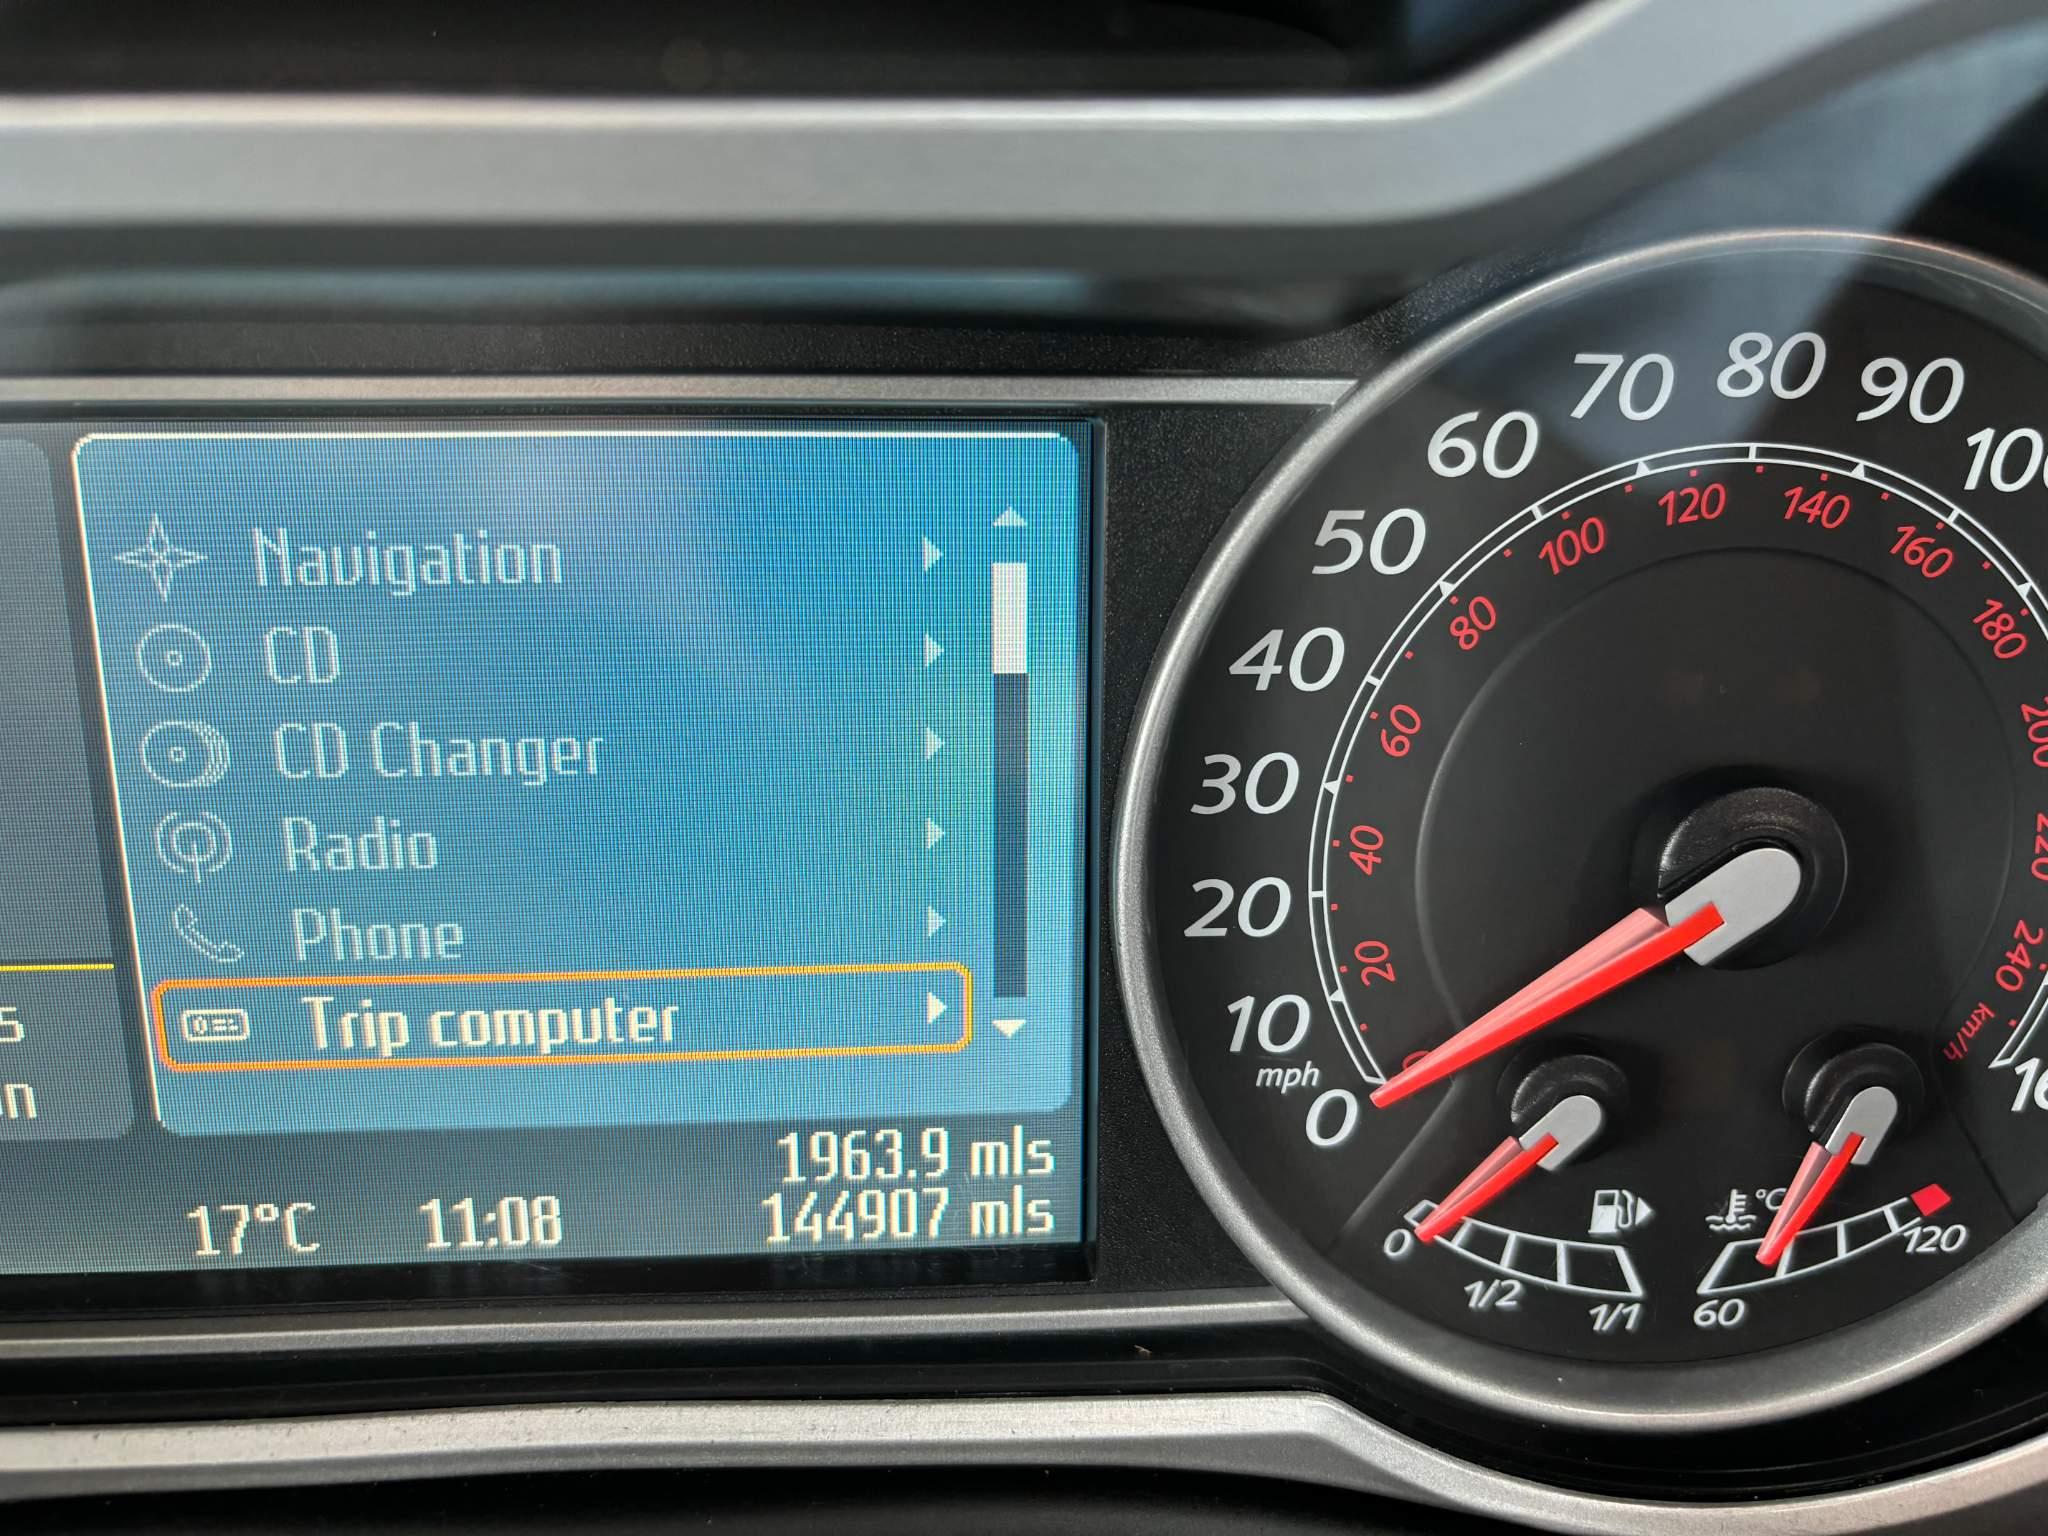 Navigation
CD
CD Changer
Radio
Phone
Trip computer
1963.9 mls
17°C 11:08 144907 mls
0 10 20 30 40 50 60 70 80 90 100
mph
0 20 40 60 80 100 120 140 160 180 200 220 240 km/h
0 1/2 1/1
°C
60 120